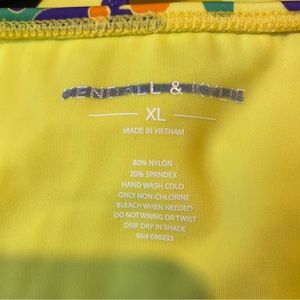 KENDALL & KYLIE
XL
MADE IN VIETNAM
80% NYLON
20% SPANDEX
HAND WASH COLD
ONLY NON-CHLORINE
BLEACH WHEN NEEDED
DO NOT WRING OR TWIST
DRIP DRY IN SHADE
RN# 090233